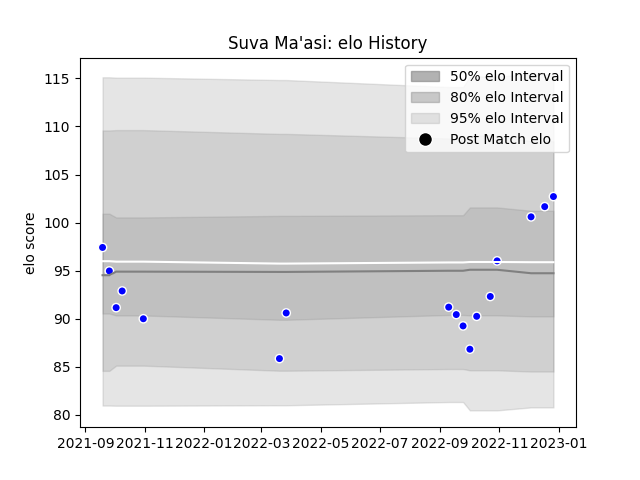 Suva Ma'asi: elo History
115
110
105
100
95
90
85
80
elo score
50% elo Interval
80% elo Interval
95% elo Interval
Post Match elo
2021-09 2021-11 2022-01 2022-03 2022-05 2022-07 2022-09 2022-11 2023-01